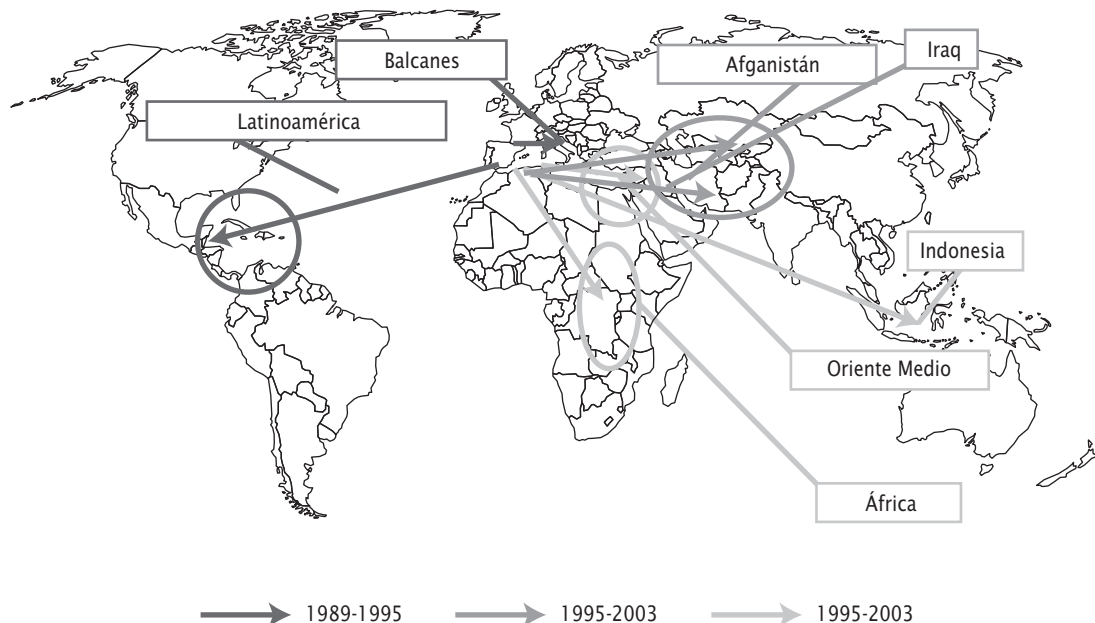 Balcanes
Afganistán
Iraq
Latinoamérica
Indonesia
Oriente Medio
África
1989-1995
1995-2003
1995-2003